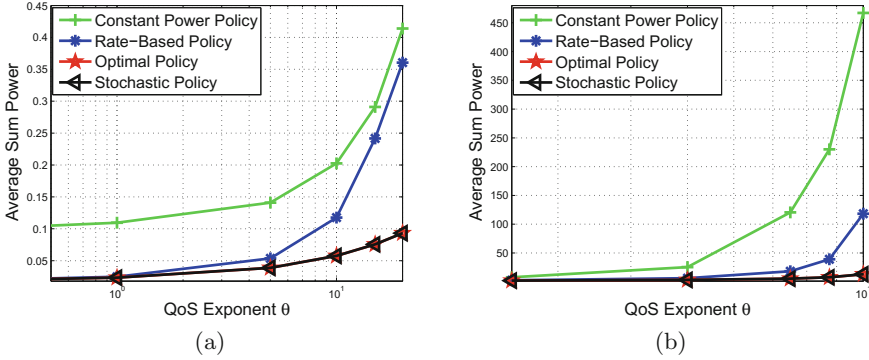 Constant Power Policy
Rate-Based Policy
Optimal Policy
Stochastic Policy
Average Sum Power
0.45
0.4
0.35
0.3
0.25
0.2
0.15
0.1
0.05
10^0
10^1
QoS Exponent θ
(a)
Constant Power Policy
Rate-Based Policy
Optimal Policy
Stochastic Policy
Average Sum Power
450
400
350
300
250
200
150
100
50
QoS Exponent θ
(b)